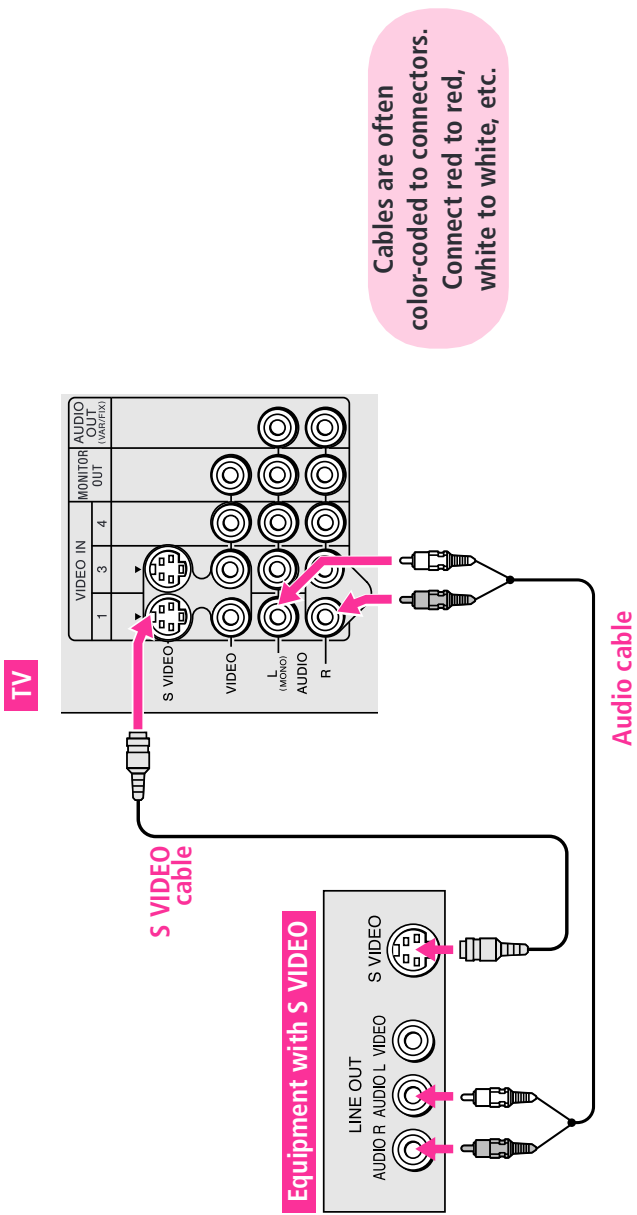 TV
VIDEO IN
1
3
4
MONITOR
OUT
AUDIO
OUT
(VAR/FIX)
S VIDEO
VIDEO
L
(MONO)
AUDIO
R
Cables are often
color-coded to connectors.
Connect red to red,
white to white, etc.
S VIDEO
cable
Equipment with S VIDEO
LINE OUT
AUDIO R AUDIO L VIDEO
S VIDEO
Audio cable